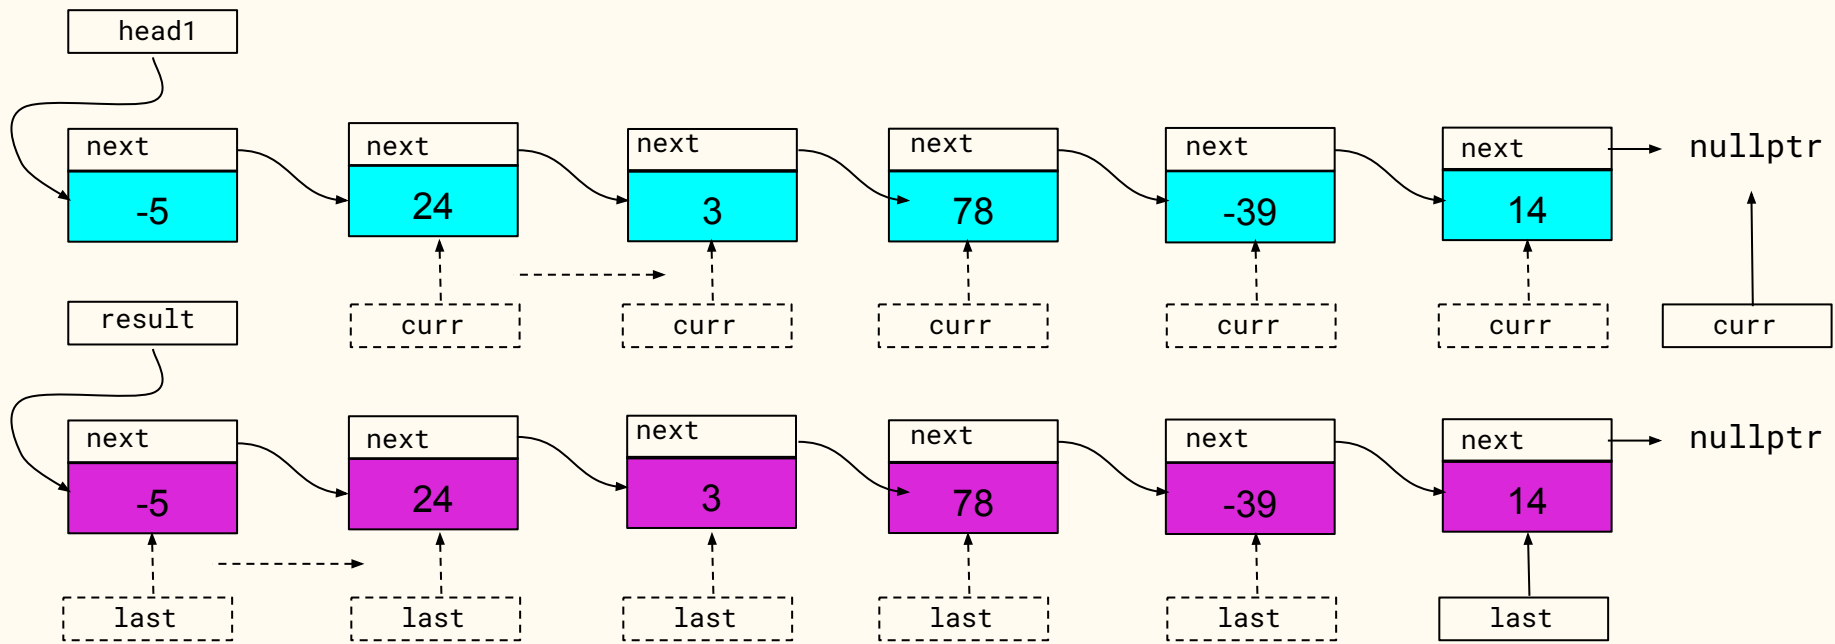 head1
next next next next next next nullptr
-5 24 3 78 -39 14
result curr curr curr curr curr curr
next next next next next next nullptr
-5 24 3 78 -39 14
last last last last last last